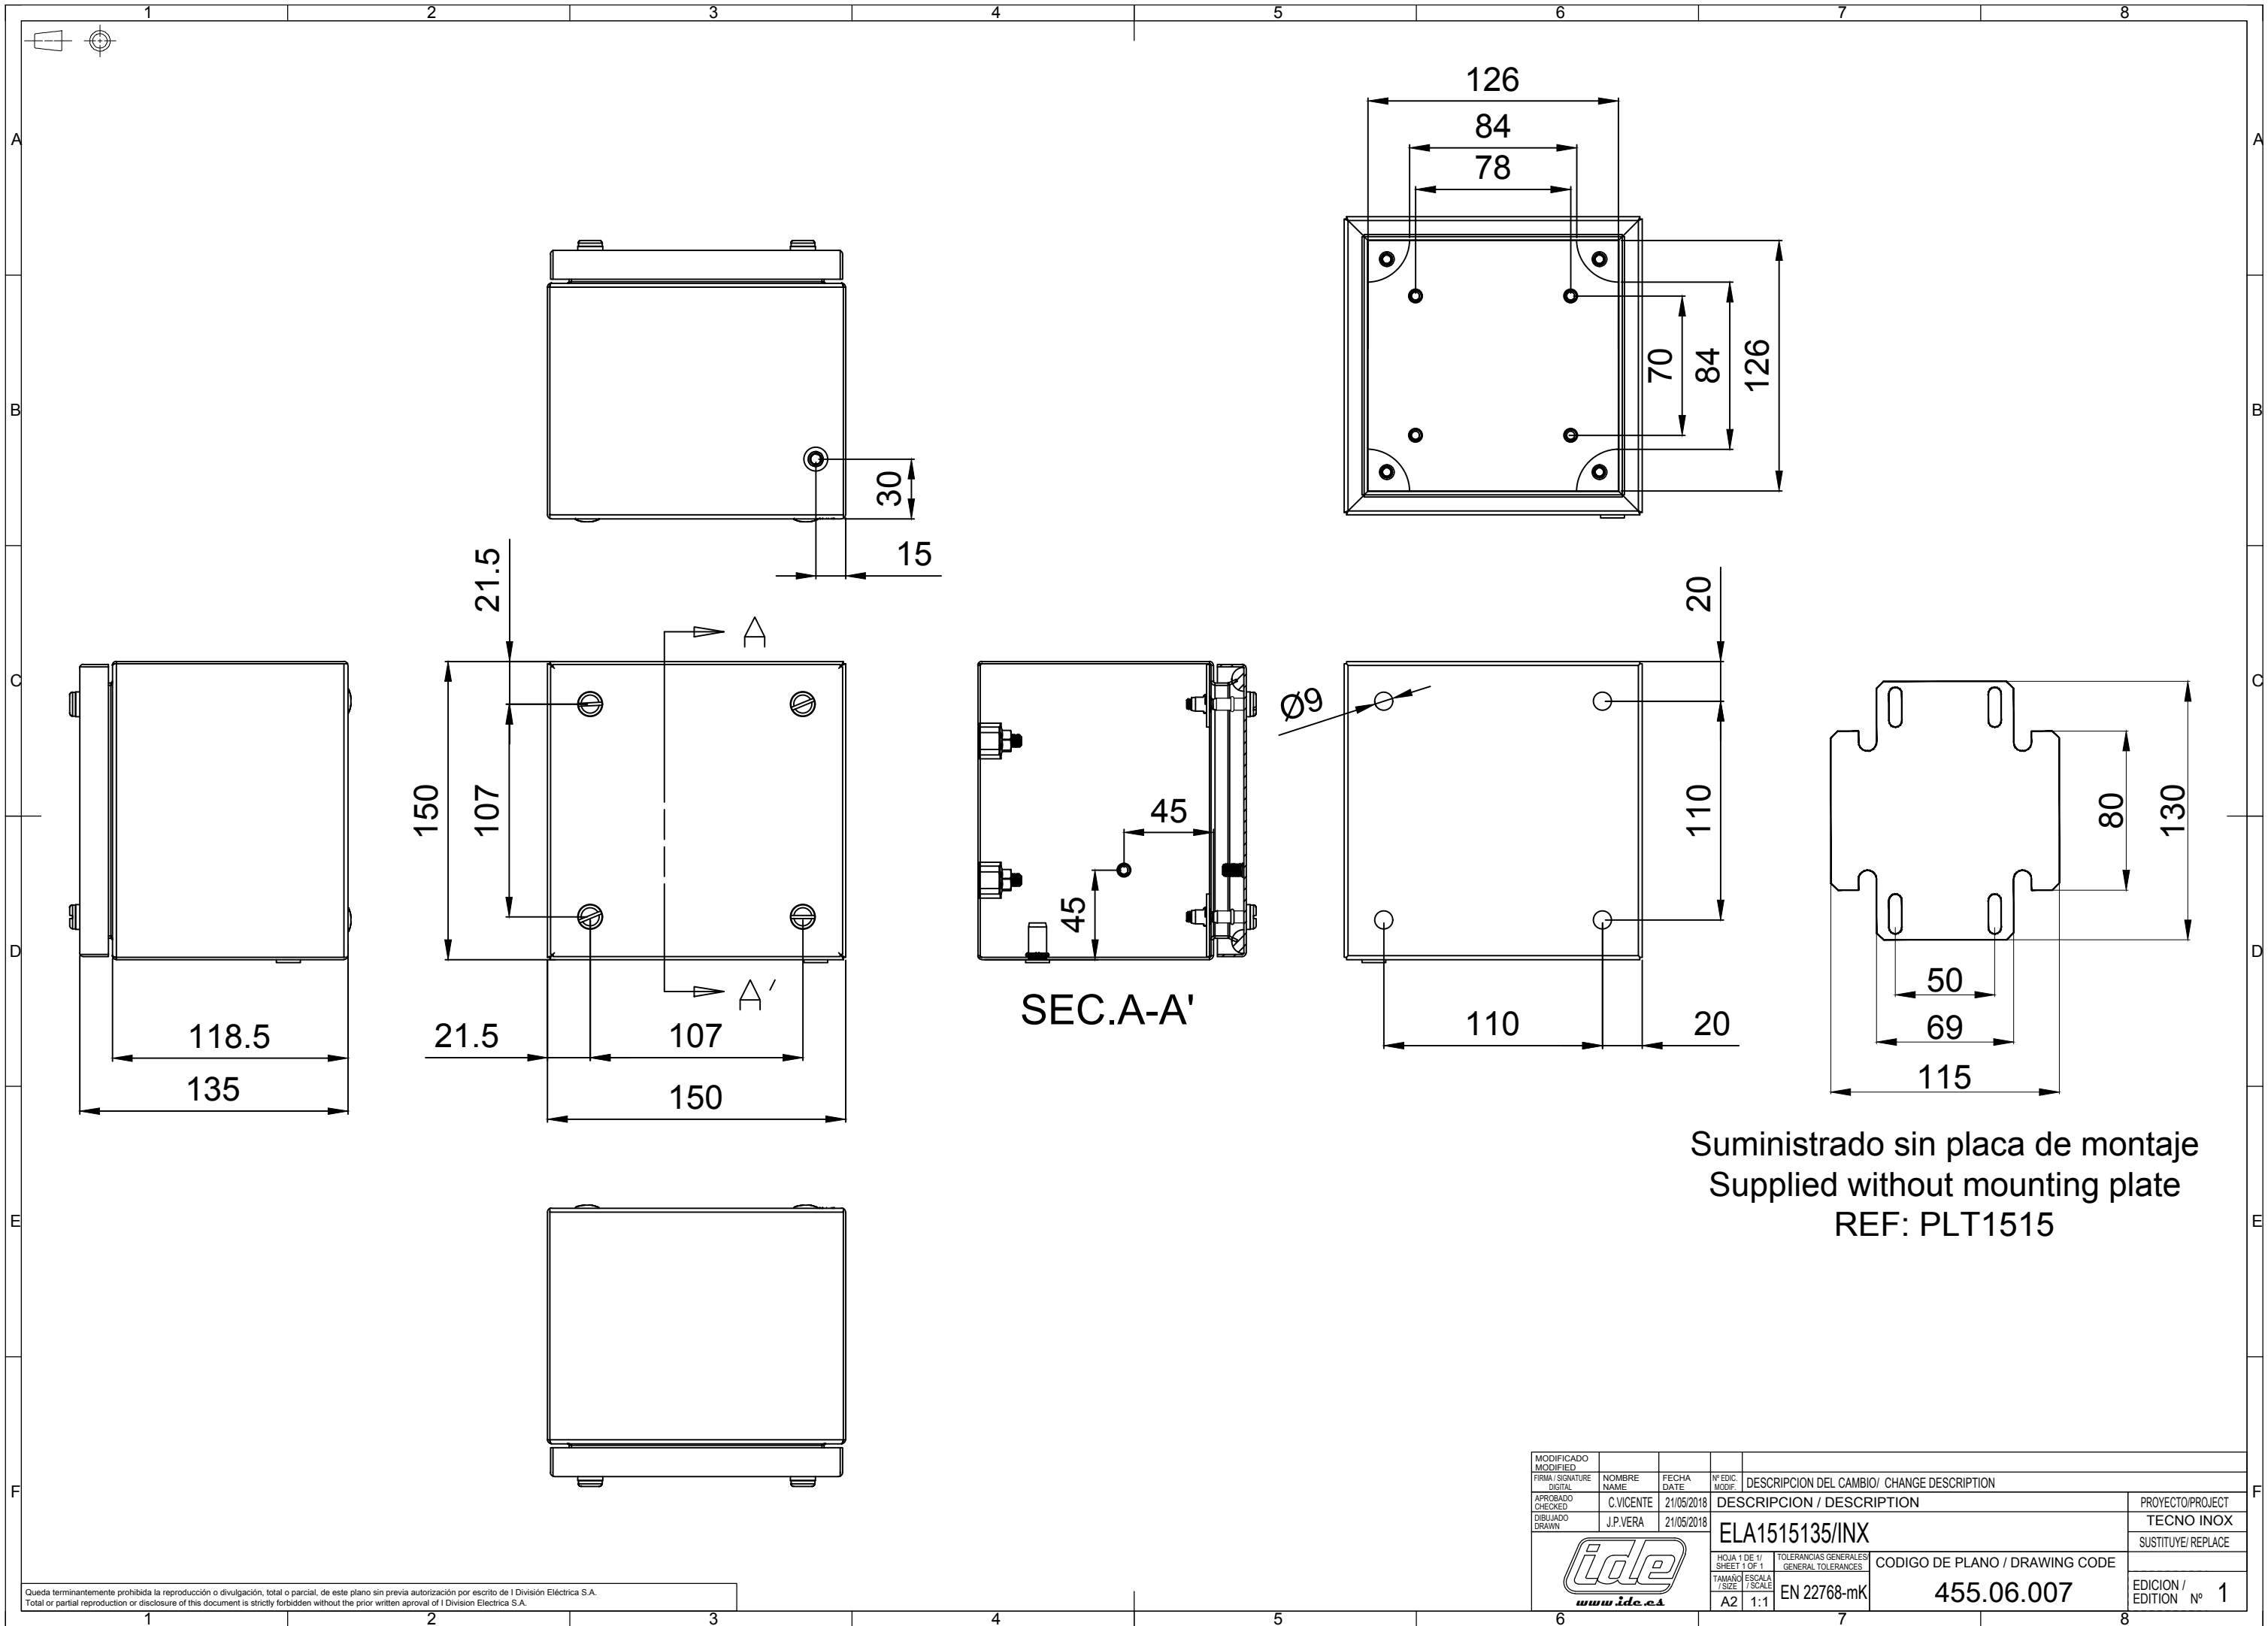 1 2 3 4 5 6 7 8
A A
B B
C C
D D
E E
F F
126
84
78
70
84
126
30
15
21.5
150
107
A
A'
21.5
107
150
118.5
135
45
45
SEC.A-A'
Ø9
20
110
110
20
80
130
50
69
115
Suministrado sin placa de montaje
Supplied without mounting plate
REF: PLT1515
MODIFICADO
MODIFIED
FIRMA / SIGNATURE
DIGITAL
NOMBRE
NAME
FECHA
DATE
Nº EDIC.
MODIF.
DESCRIPCION DEL CAMBIO/ CHANGE DESCRIPTION
APROBADO
CHECKED
C.VICENTE
21/05/2018
DESCRIPCION / DESCRIPTION
PROYECTO/PROJECT
DIBUJADO
DRAWN
J.P.VERA
21/05/2018
ELA1515135/INX
TECNO INOX
SUSTITUYE/ REPLACE
ide
www.ide.es
HOJA 1 DE 1/
SHEET 1 OF 1
TOLERANCIAS GENERALES/
GENERAL TOLERANCES
CODIGO DE PLANO / DRAWING CODE
TAMAÑO
/ SIZE
ESCALA
/ SCALE
A2
1:1
EN 22768-mK
455.06.007
EDICION /
EDITION Nº 1
Queda terminantemente prohibida la reproducción o divulgación, total o parcial, de este plano sin previa autorización por escrito de I División Eléctrica S.A.
Total or partial reproduction or disclosure of this document is strictly forbidden without the prior written aproval of I Division Electrica S.A.
1 2 3 4 5 6 7 8